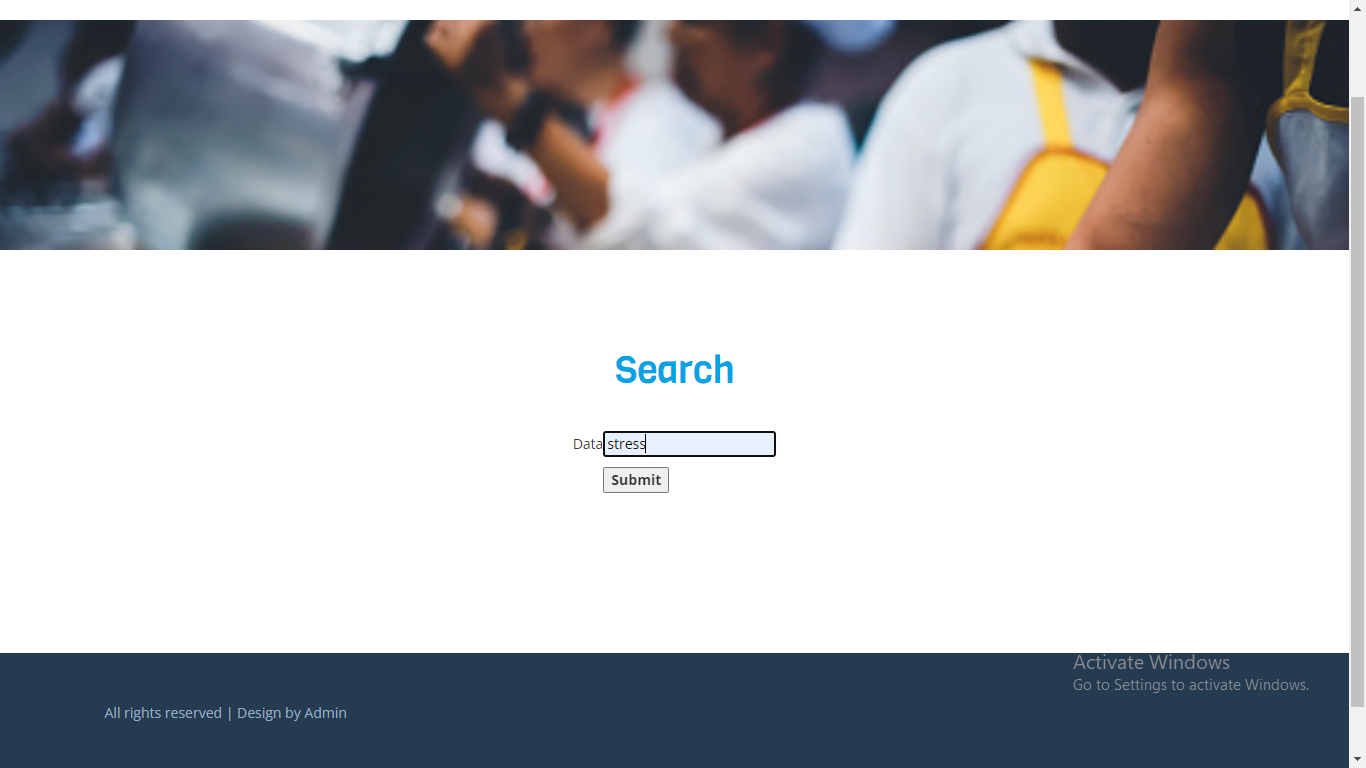 Search
Data stress
Submit
Activate Windows
Go to Settings to activate Windows.
All rights reserved | Design by Admin